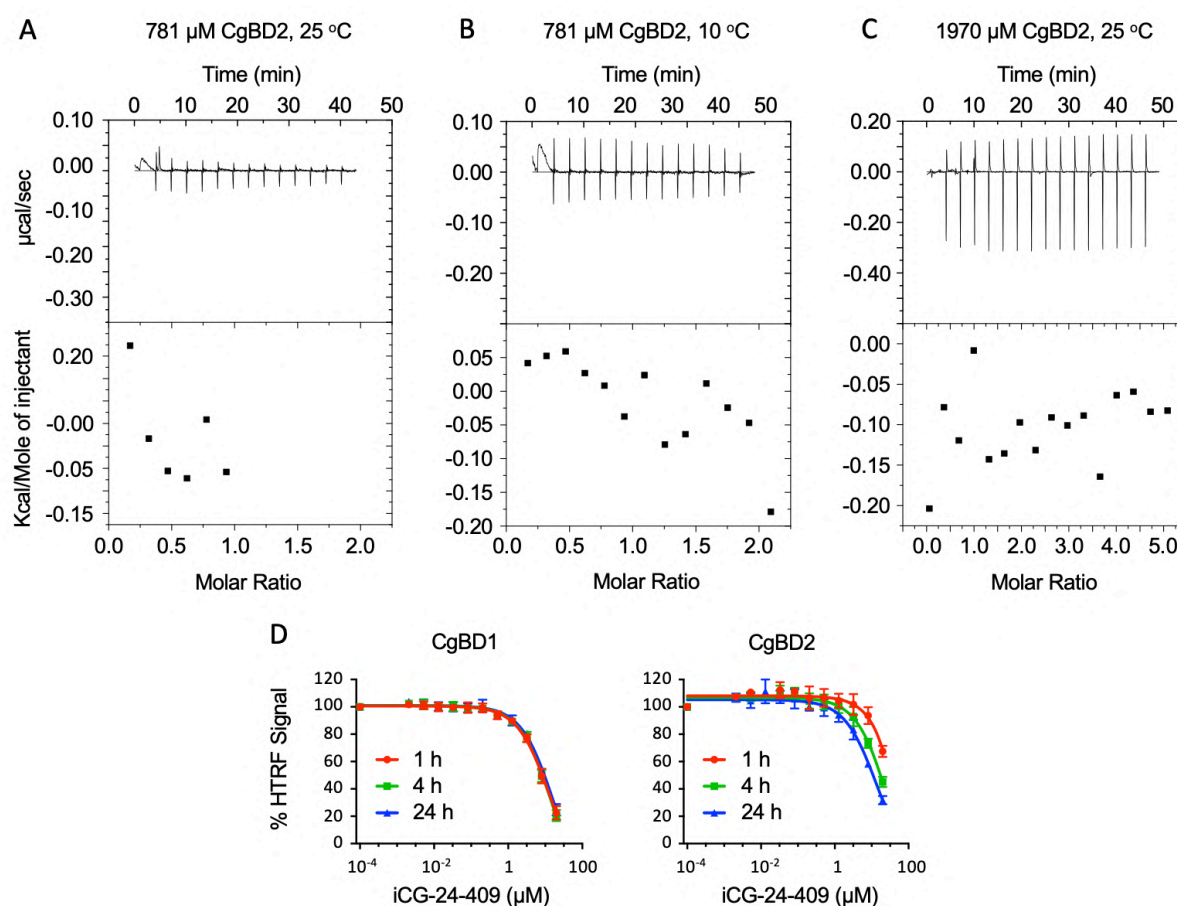 A
781 µM CgBD2, 25 °C
Time (min)
0 10 20 30 40 50
0.10
0.00
-0.10
-0.20
-0.30
µcal/sec
0.20
-0.00
-0.05
-0.15
Kcal/Mole of injectant
0.0 0.5 1.0 1.5 2.0
Molar Ratio
B
781 µM CgBD2, 10 °C
Time (min)
0 10 20 30 40 50
0.10
0.00
-0.10
-0.20
0.05
0.00
-0.05
-0.10
-0.15
-0.20
0.0 0.5 1.0 1.5 2.0
Molar Ratio
C
1970 µM CgBD2, 25 °C
Time (min)
0 10 20 30 40 50
0.20
0.00
-0.20
-0.40
0.00
-0.05
-0.10
-0.15
-0.20
0.0 1.0 2.0 3.0 4.0 5.0
Molar Ratio
D
CgBD1
% HTRF Signal
120
100
80
60
40
20
0
1 h
4 h
24 h
10-4 10-2 1 100
iCG-24-409 (µM)
CgBD2
120
100
80
60
40
20
0
1 h
4 h
24 h
10-4 10-2 1 100
iCG-24-409 (µM)